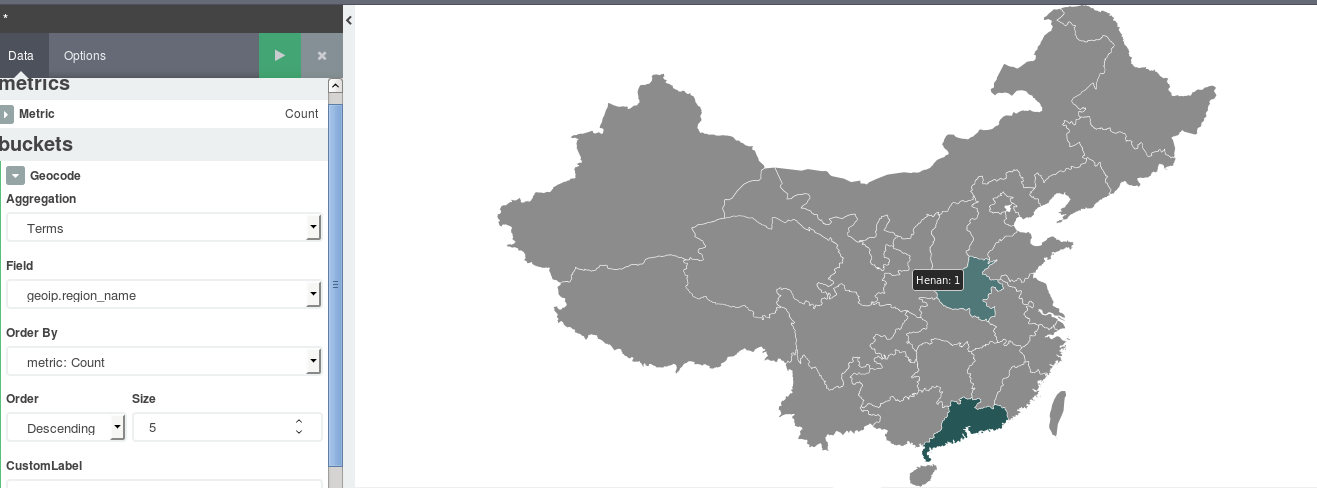 *
Data Options
metrics
Metric Count
buckets
Geocode
Aggregation
Terms
Field
geoip.region_name
Order By
metric: Count
Order Size
Descending 5
CustomLabel
Henan: 1